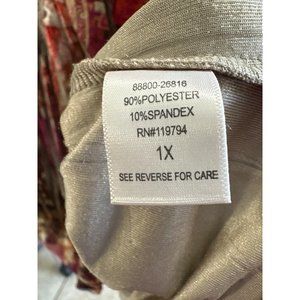 88800-26816
90%POLYESTER
10%SPANDEX
RN#119794
1X
SEE REVERSE FOR CARE